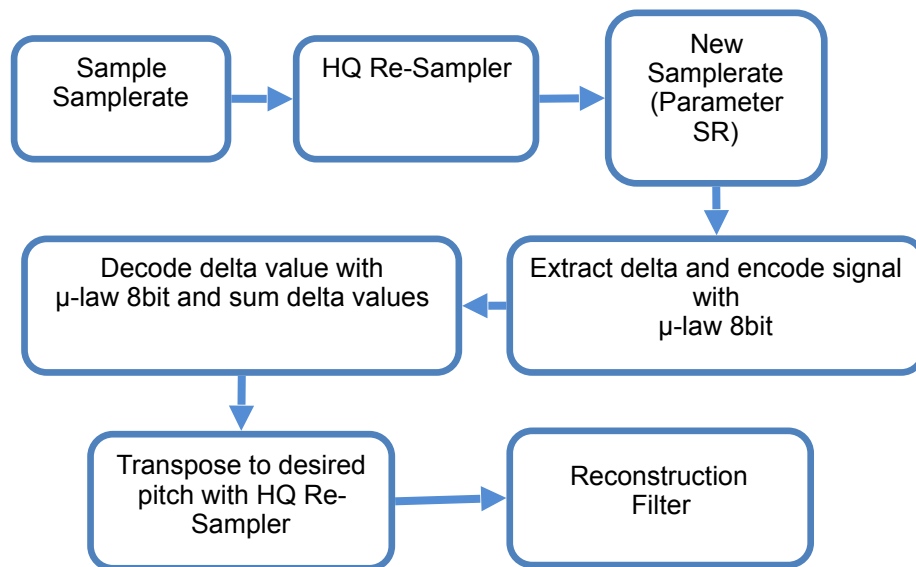 Sample
Samplerate
HQ Re-Sampler
New
Samplerate
(Parameter
SR)
Extract delta and encode signal
with
µ-law 8bit
Decode delta value with
µ-law 8bit and sum delta values
Transpose to desired
pitch with HQ Re-
Sampler
Reconstruction
Filter